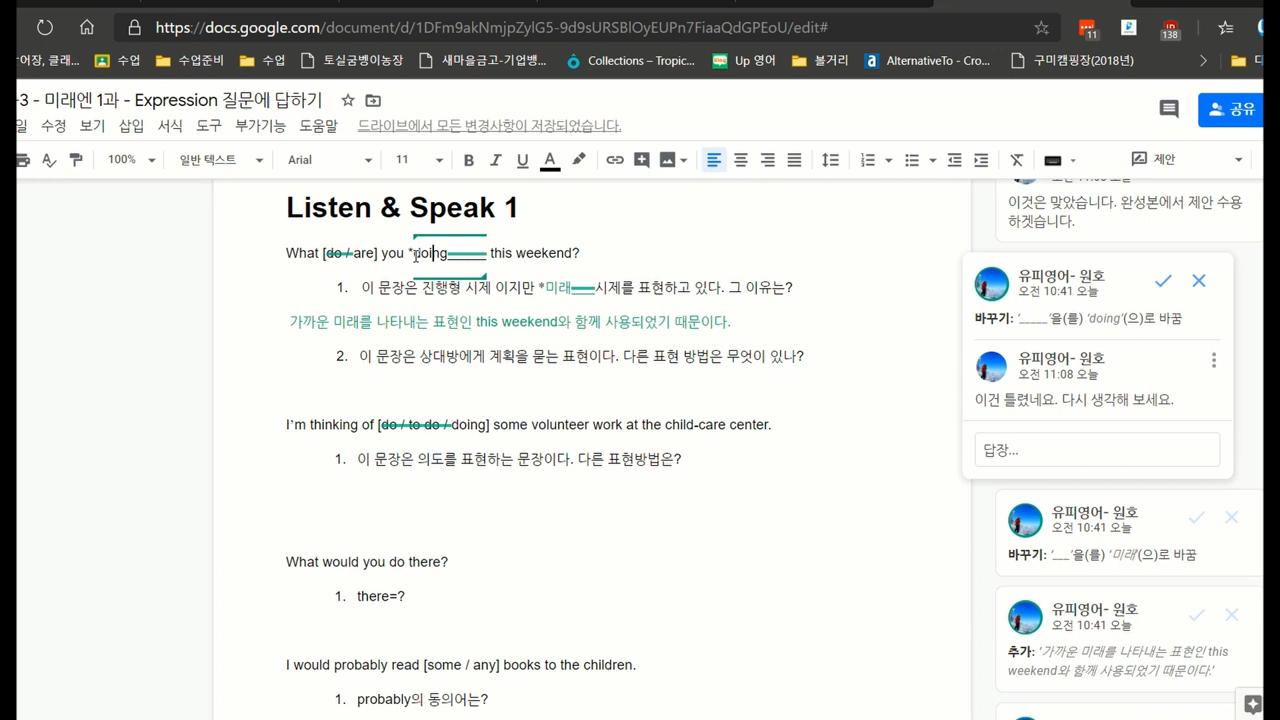 https://docs.google.com/document/d/1DFm9akNmjpZylG5-9d9sURSBlOyEUPn7FiaaQdGPEoU/edit#
11
138
어장, 클래...
수업
수업준비
수업
토실굼벵이농장
새마을금고-기업뱅...
Collections – Tropic...
Up 영어
볼거리
AlternativeTo - Cro...
구미캠핑장(2018년)
-3 - 미래엔 1과 - Expression 질문에 답하기
일 수정 보기 삽입 서식 도구 부가기능 도움말 드라이브에서 모든 변경사항이 저장되었습니다.
공유
100% 일반 텍스트 Arial 11 제안
Listen & Speak 1
What [do / are] you *doing_____ this weekend?
1. 이 문장은 진행형 시제 이지만 *미래___시제를 표현하고 있다. 그 이유는?
가까운 미래를 나타내는 표현인 this weekend와 함께 사용되었기 때문이다.
2. 이 문장은 상대방에게 계획을 묻는 표현이다. 다른 표현 방법은 무엇이 있나?
I'm thinking of [do / to do / doing] some volunteer work at the child-care center.
1. 이 문장은 의도를 표현하는 문장이다. 다른 표현방법은?
What would you do there?
1. there=?
I would probably read [some / any] books to the children.
1. probably의 동의어는?
이것은 맞았습니다. 완성본에서 제안 수용
하겟습니다.
유피영어- 원호
오전 10:41 오늘
바꾸기: '_____'을(를) 'doing'(으)로 바꿈
유피영어- 원호
오전 11:08 오늘
이건 틀렸네요. 다시 생각해 보세요.
답장...
유피영어- 원호
오전 10:41 오늘
바꾸기: '___'을(를) '미래'(으)로 바꿈
유피영어- 원호
오전 10:41 오늘
추가: '가까운 미래를 나타내는 표현인 this
weekend와 함께 사용되었기 때문이다.'